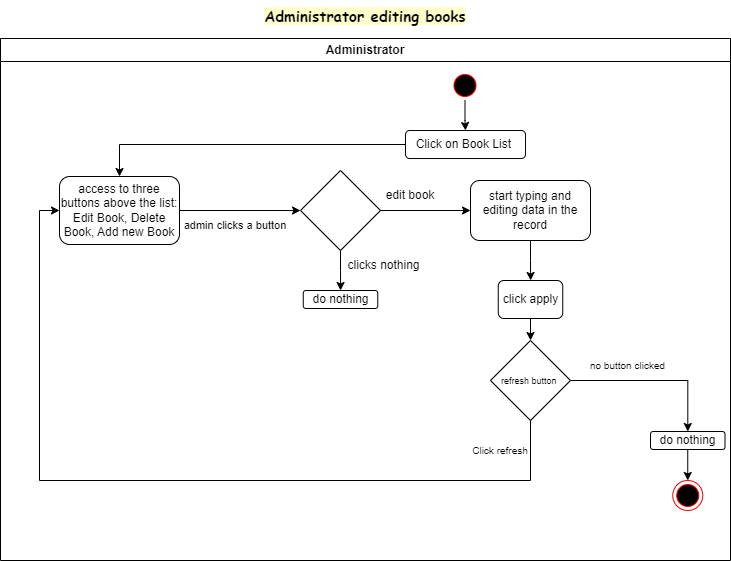 Administrator editing books
Administrator
Click on Book List
access to three
buttons above the list:
Edit Book, Delete
Book, Add new Book
admin clicks a button
edit book
clicks nothing
do nothing
start typing and
editing data in the
record
click apply
refresh button
no button clicked
do nothing
Click refresh